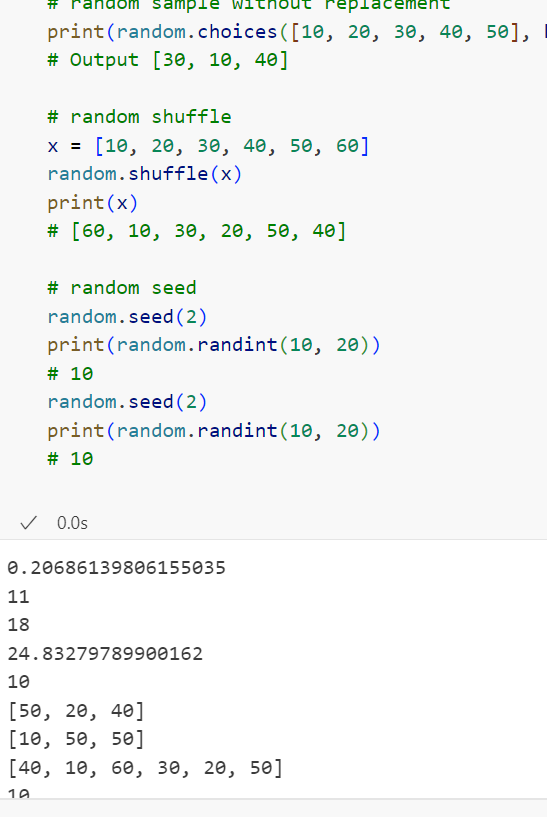 # random sample without replacement
print(random.choices([10, 20, 30, 40, 50],
# Output [30, 10, 40]
# random shuffle
x = [10, 20, 30, 40, 50, 60]
random.shuffle(x)
print(x)
# [60, 10, 30, 20, 50, 40]
# random seed
random.seed(2)
print(random.randint(10, 20))
# 10
random.seed(2)
print(random.randint(10, 20))
# 10
0.0s
0.20686139806155035
11
18
24.83279789900162
10
[50, 20, 40]
[10, 50, 50]
[40, 10, 60, 30, 20, 50]
10